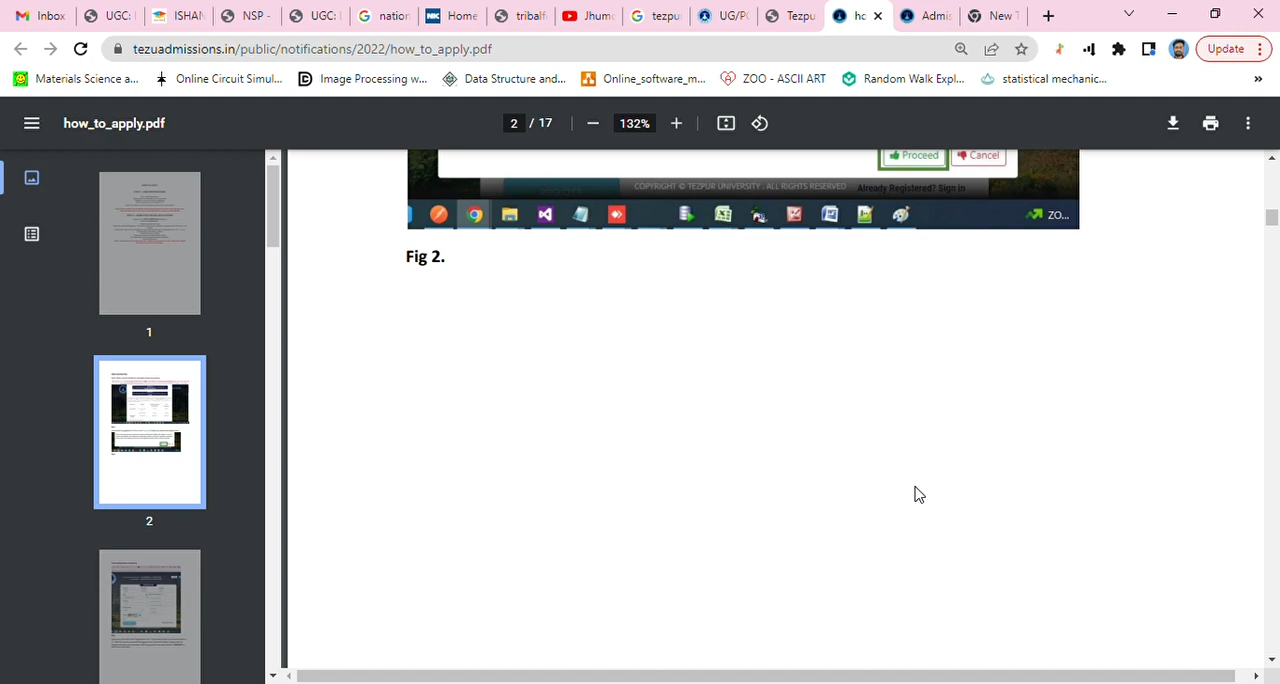 Inbox
UGC:
ISHAN
NSP -
UGC:
nation
Home
tribalf
Jhum
tezpu
UG/P
Tezpu
hc
Admis
New T
tezuadmissions.in/public/notifications/2022/how_to_apply.pdf
Update
Materials Science a...
Online Circuit Simul...
Image Processing w...
Data Structure and...
Online_software_m...
ZOO - ASCII ART
Random Walk Expl...
statistical mechanic...
»
how_to_apply.pdf
2 / 17
132%
Proceed
Cancel
COPYRIGHT © TEZPUR UNIVERSITY . ALL RIGHTS RESERVED
Already Registered? Sign in
ZO...
Fig 2.
1
2